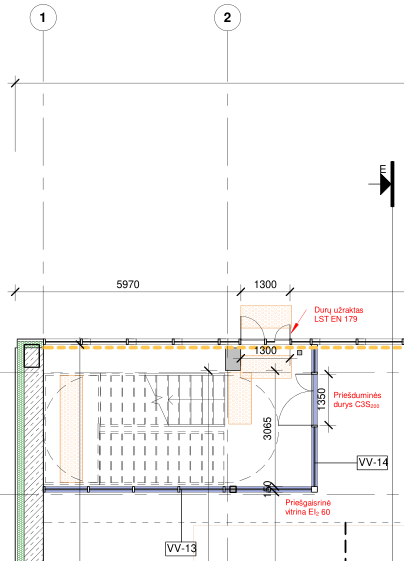 1
2
E
5970
1300
Durų užraktas
LST EN 179
1300
Priešdūminės
durys C3S₂₀₀
1350
3065
VV-14
150
Priešgaisrinė
vitrina EI₂ 60
VV-13